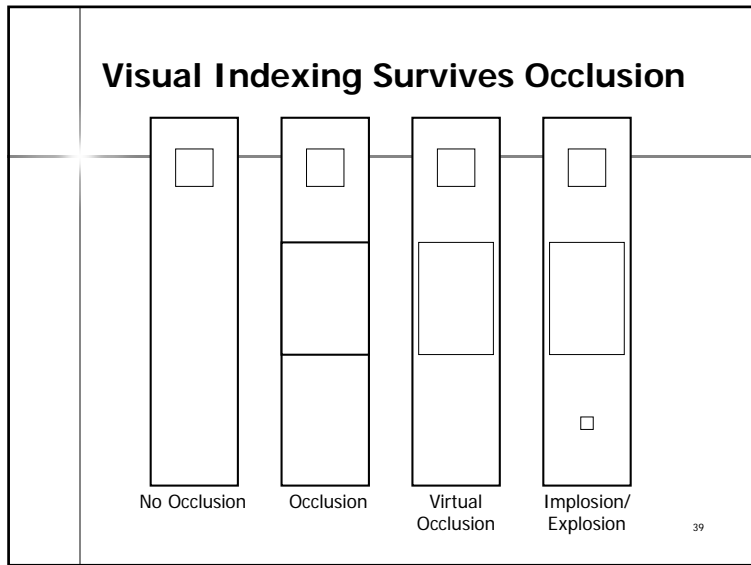 Visual Indexing Survives Occlusion
No Occlusion
Occlusion
Virtual
Occlusion
Implosion/
Explosion
39